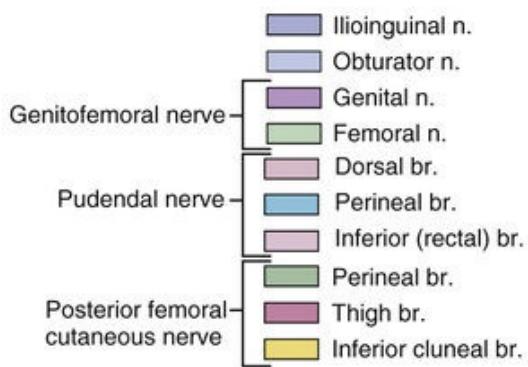 Ilioinguinal n.
Obturator n.
Genitofemoral nerve
Genital n.
Femoral n.
Pudendal nerve
Dorsal br.
Perineal br.
Inferior (rectal) br.
Posterior femoral
cutaneous nerve
Perineal br.
Thigh br.
Inferior cluneal br.